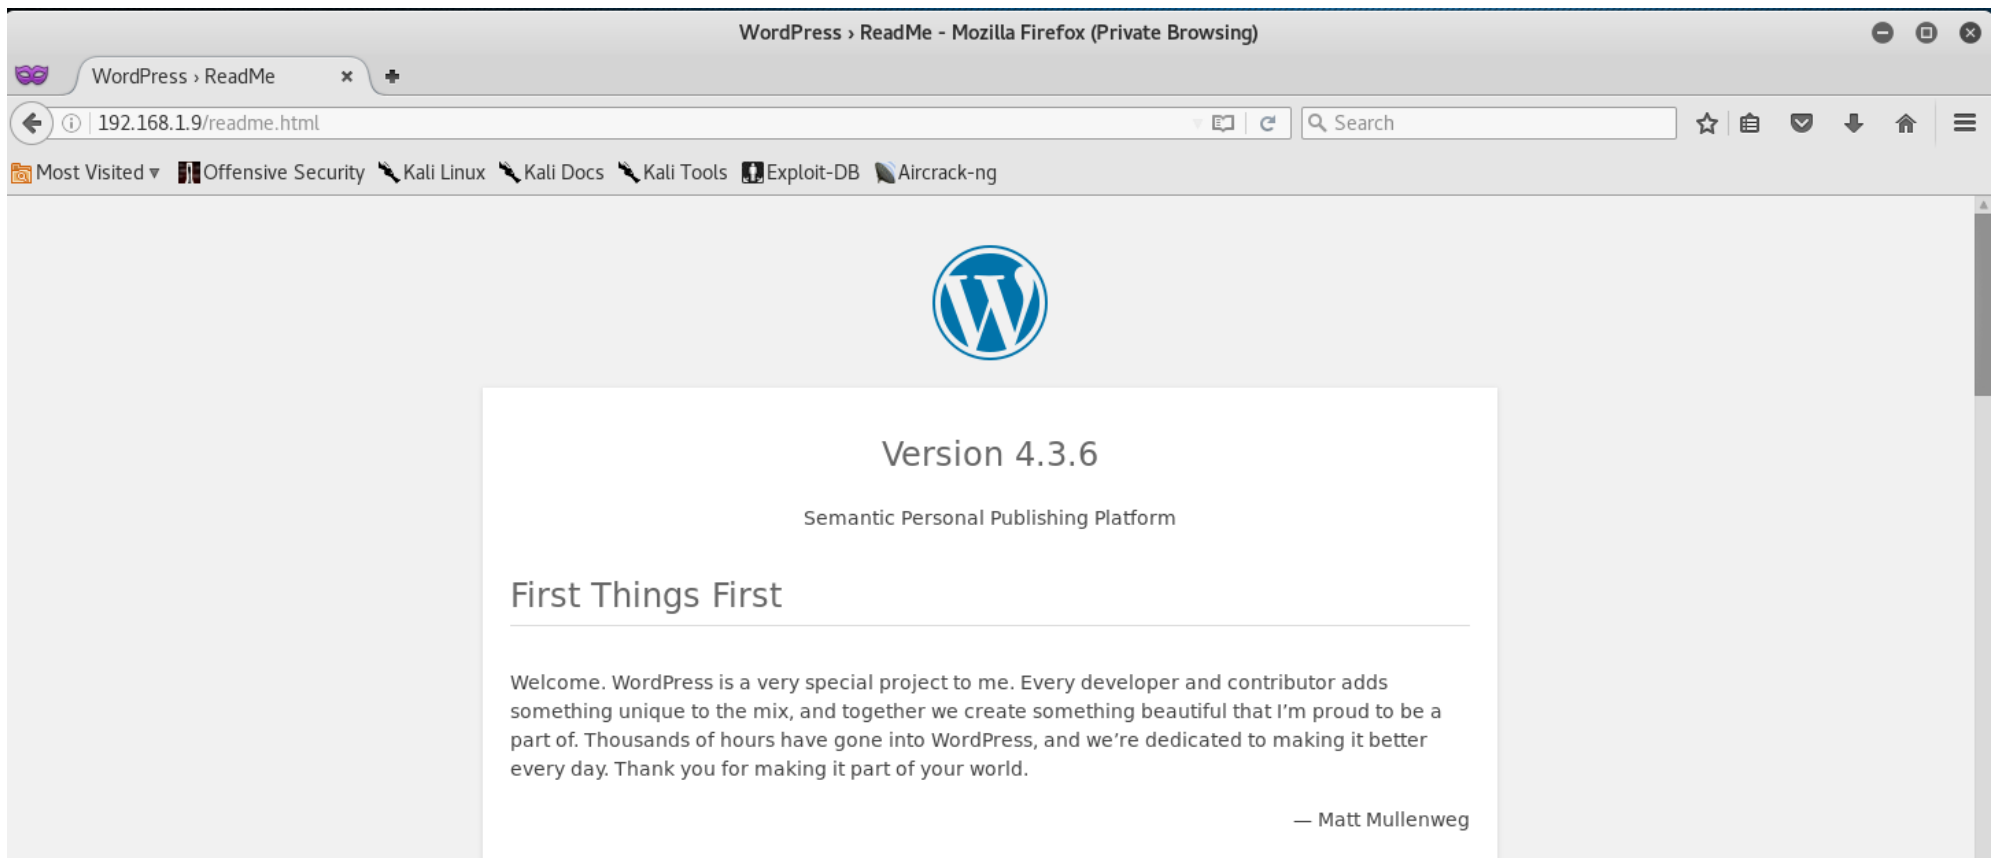 WordPress › ReadMe - Mozilla Firefox (Private Browsing)
WordPress › ReadMe
192.168.1.9/readme.html
Search
Most Visited Offensive Security Kali Linux Kali Docs Kali Tools Exploit-DB Aircrack-ng
Version 4.3.6
Semantic Personal Publishing Platform
First Things First
Welcome. WordPress is a very special project to me. Every developer and contributor adds
something unique to the mix, and together we create something beautiful that I’m proud to be a
part of. Thousands of hours have gone into WordPress, and we’re dedicated to making it better
every day. Thank you for making it part of your world.
— Matt Mullenweg